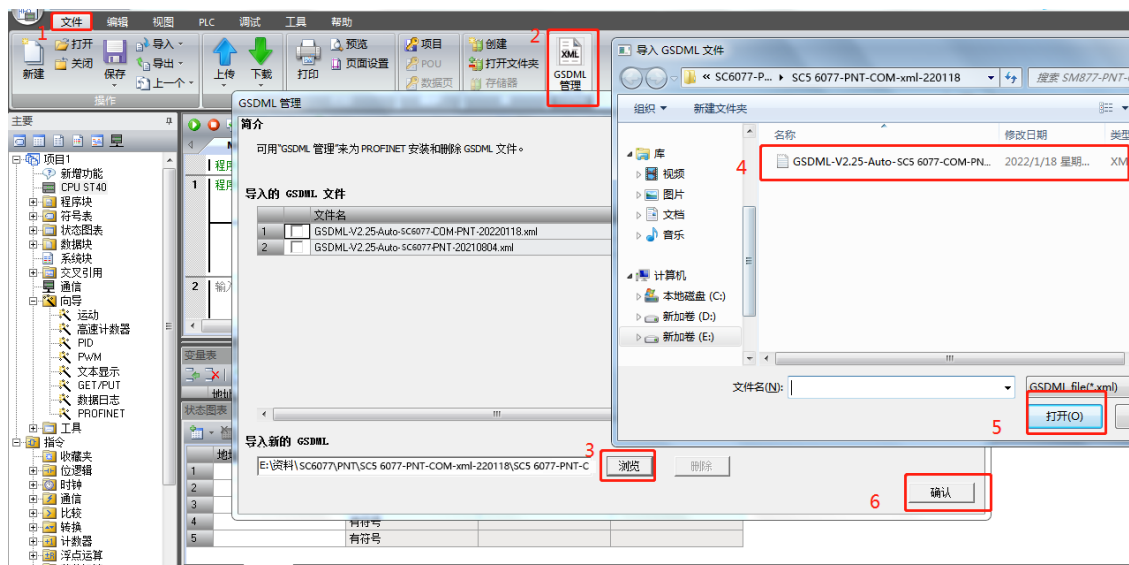 文件 编辑 视图 PLC 调试 工具 帮助
1
新建
打开
关闭
保存
导入
导出
上一个
操作
上传
下载
打印
预览
页面设置
项目
POU
数据页
创建
打开文件夹
存储器
2
XML
GSDML
管理
主要
项目1
新增功能
CPU ST40
程序块
符号表
状态图表
数据块
系统块
交叉引用
通信
向导
运动
高速计数器
PID
PWM
文本显示
GET/PUT
数据日志
PROFINET
工具
指令
收藏夹
位逻辑
时钟
通信
比较
转换
计数器
浮点运算
1
2
变量表
状态图表
1
2
3
4 有符号
5 有符号
GSDML 管理
简介
可用"GSDML 管理"来为 PROFINET 安装和删除 GSDML 文件。
导入的 GSDML 文件
文件名
1 GSDML-V2.25-Auto-SC6077-COM-PNT-20220118.xml
2 GSDML-V2.25-Auto-SC6077-PNT-20210804.xml
导入新的 GSDML
E:\资料\SC6077\PNT\SC5 6077-PNT-COM-xml-220118\SC5 6077-PNT-C
3
浏览
删除
6
确认
导入 GSDML 文件
« SC6077-P... ▸ SC5 6077-PNT-COM-xml-220118
搜索 SM877-PNT-
组织 新建文件夹
名称 修改日期 类型
库
视频
图片
文档
音乐
计算机
本地磁盘 (C:)
新加卷 (D:)
新加卷 (E:)
4
GSDML-V2.25-Auto-SC5 6077-COM-PN... 2022/1/18 星期... XM
文件名(N):
GSDML file(*.xml)
5
打开(O)